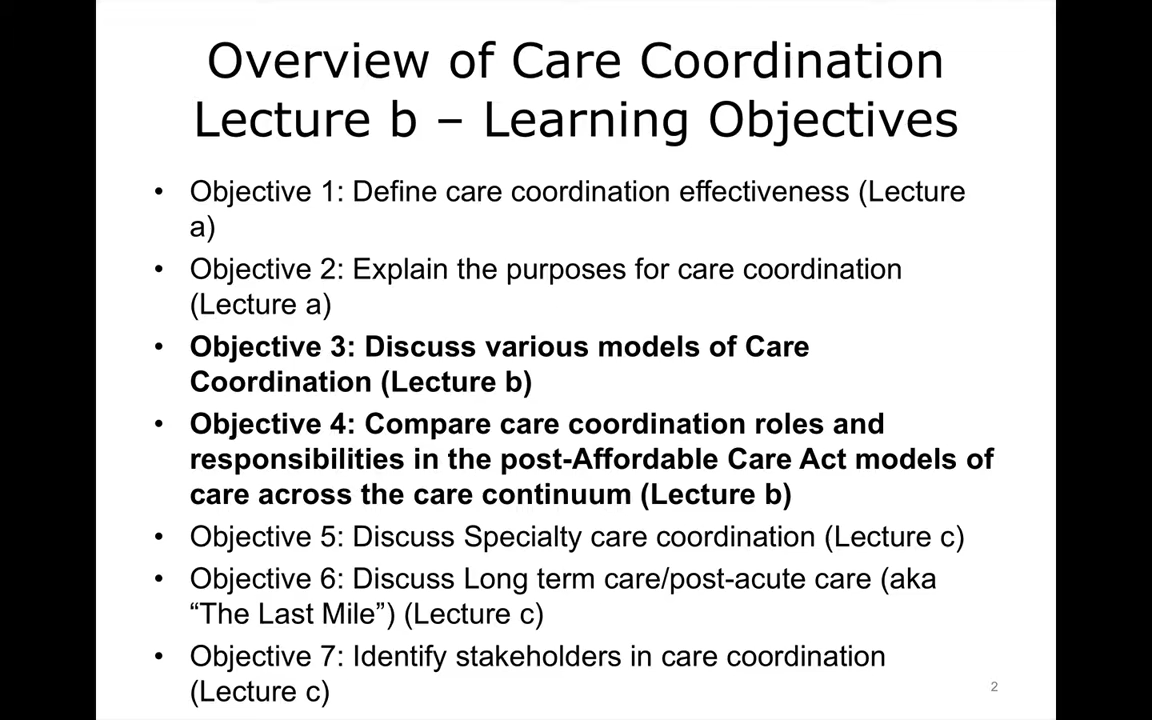 Overview of Care Coordination
Lecture b – Learning Objectives
• Objective 1: Define care coordination effectiveness (Lecture
a)
• Objective 2: Explain the purposes for care coordination
(Lecture a)
• Objective 3: Discuss various models of Care
Coordination (Lecture b)
• Objective 4: Compare care coordination roles and
responsibilities in the post-Affordable Care Act models of
care across the care continuum (Lecture b)
• Objective 5: Discuss Specialty care coordination (Lecture c)
• Objective 6: Discuss Long term care/post-acute care (aka
“The Last Mile”) (Lecture c)
• Objective 7: Identify stakeholders in care coordination
(Lecture c)
2